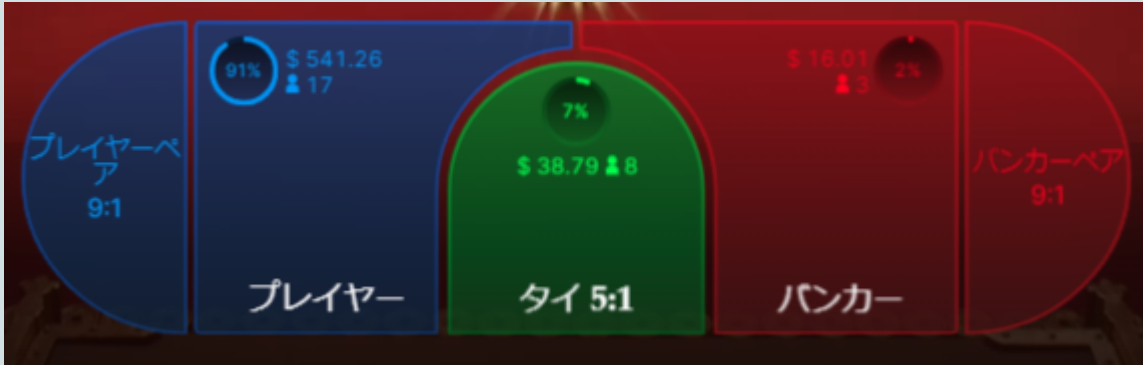 91%
$ 541.26
17
$ 16.01
3
2%
7%
$ 38.79 8
プレイヤーペ
ア
9:1
バンカーペア
9:1
プレイヤー
タイ 5:1
バンカー